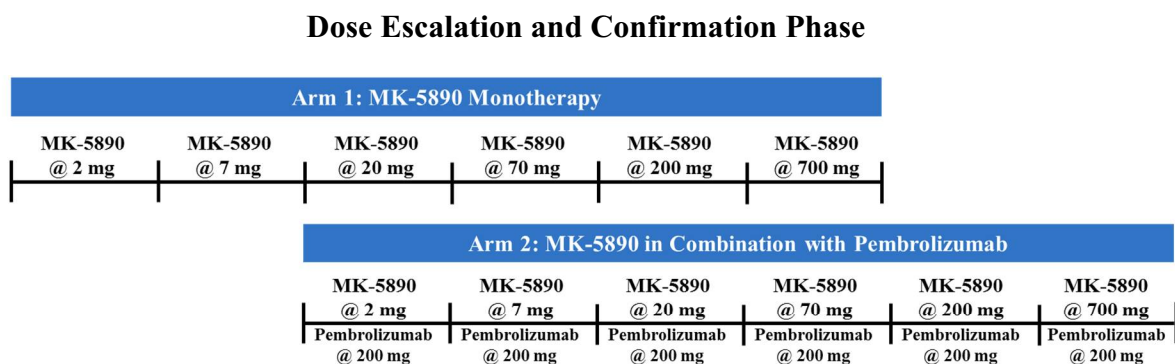 Dose Escalation and Confirmation Phase
Arm 1: MK-5890 Monotherapy
MK-5890 MK-5890 MK-5890 MK-5890 MK-5890 MK-5890
@ 2 mg @ 7 mg @ 20 mg @ 70 mg @ 200 mg @ 700 mg
Arm 2: MK-5890 in Combination with Pembrolizumab
MK-5890 MK-5890 MK-5890 MK-5890 MK-5890 MK-5890
@ 2 mg @ 7 mg @ 20 mg @ 70 mg @ 200 mg @ 700 mg
Pembrolizumab Pembrolizumab Pembrolizumab Pembrolizumab Pembrolizumab Pembrolizumab
@ 200 mg @ 200 mg @ 200 mg @ 200 mg @ 200 mg @ 200 mg